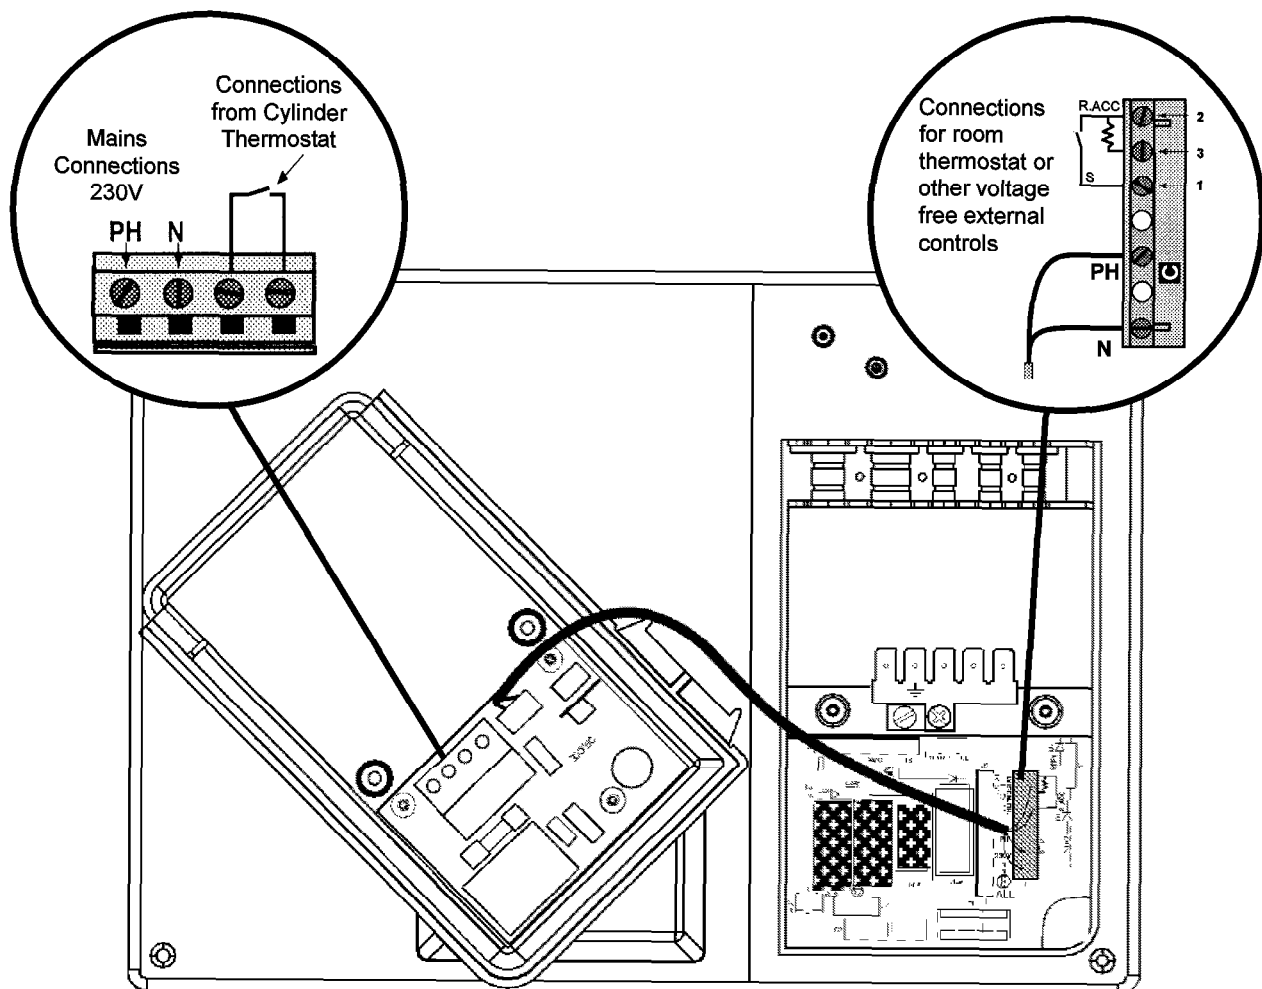 Connections
from Cylinder
Thermostat
Mains
Connections
230V
PH N
Connections
for room
thermostat or
other voltage
free external
controls
R.ACC
2
3
S
1
PH
N
ALL